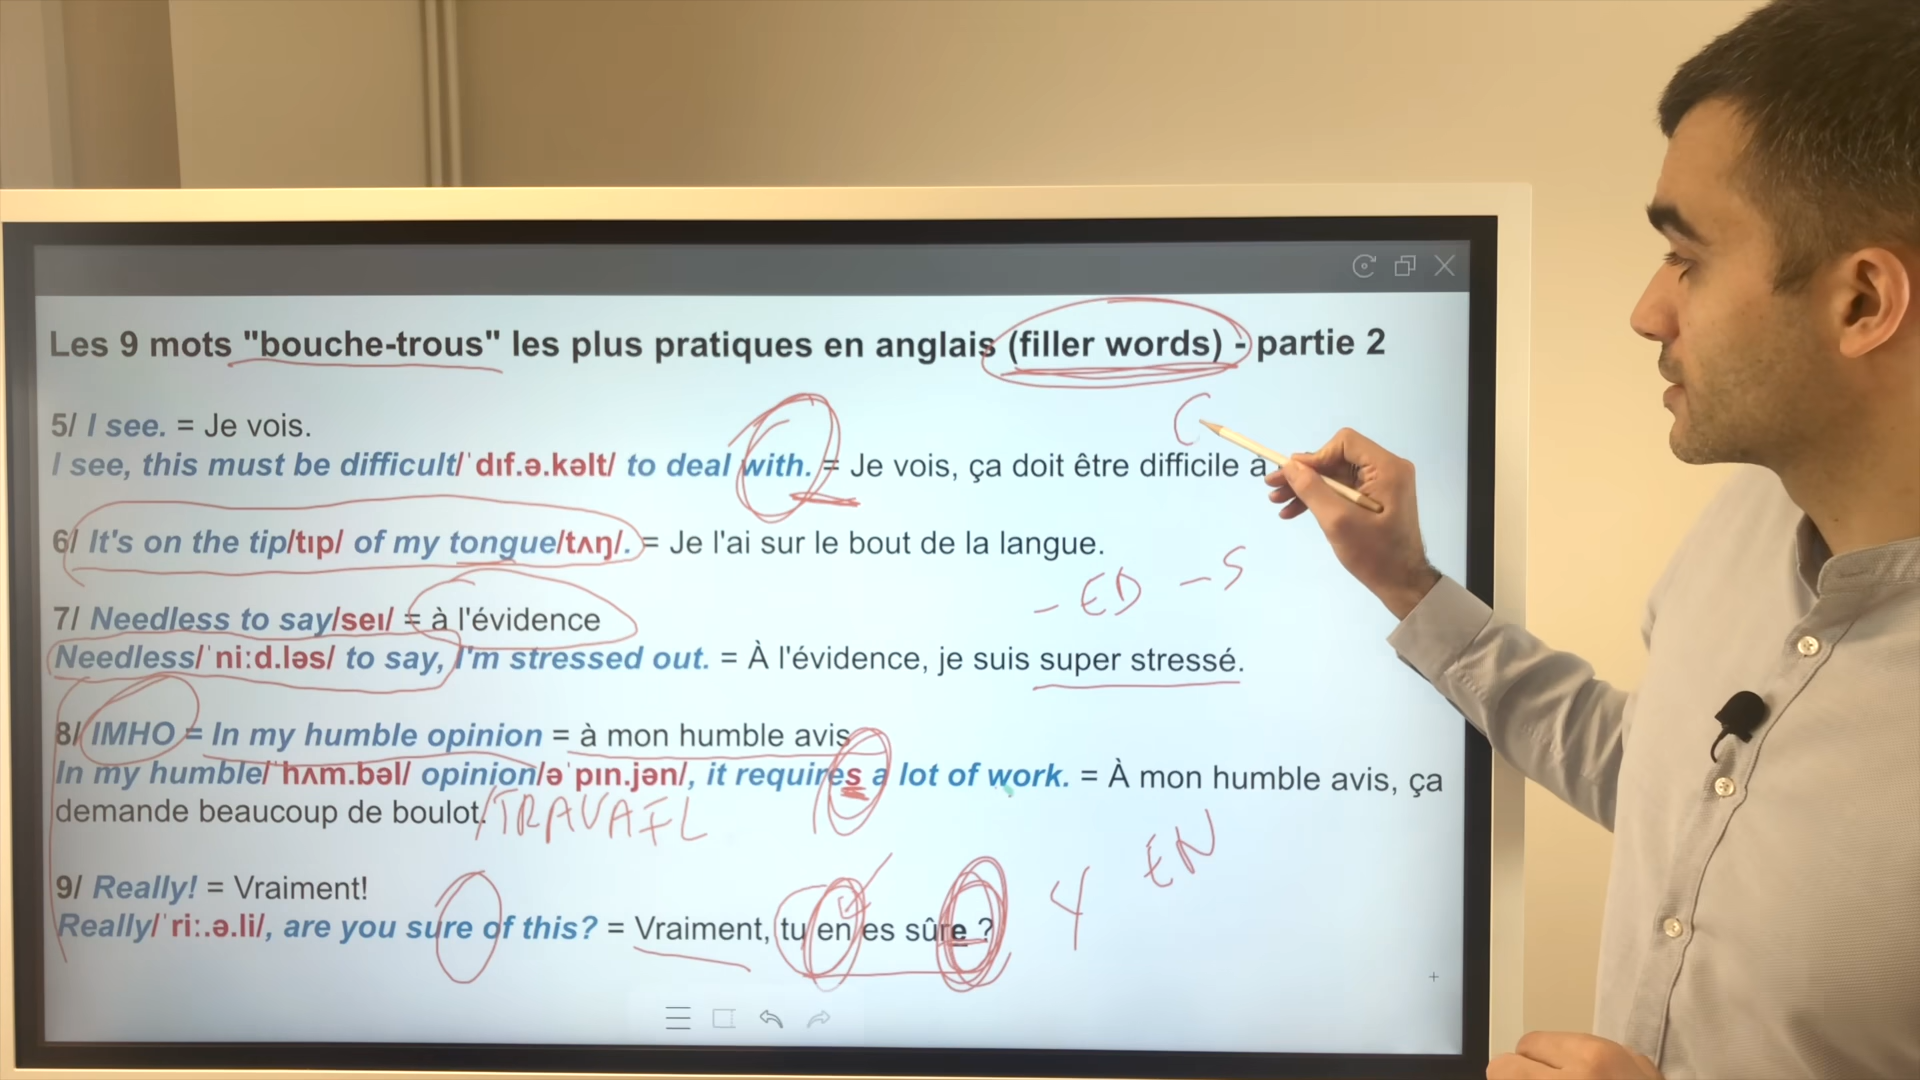 Les 9 mots "bouche-trous" les plus pratiques en anglais (filler words) - partie 2
5/ I see. = Je vois.
I see, this must be difficult/ˈdɪf.ə.kəlt/ to deal with. = Je vois, ça doit être difficile à
6/ It's on the tip/tɪp/ of my tongue/tʌŋ/. = Je l'ai sur le bout de la langue.
- ED - S
7/ Needless to say/seɪ/ = à l'évidence
Needless/ˈniːd.ləs/ to say, I'm stressed out. = À l'évidence, je suis super stressé.
8/ IMHO = In my humble opinion = à mon humble avis
In my humble/ˈhʌm.bəl/ opinion/əˈpɪn.jən/, it requires a lot of work. = À mon humble avis, ça
demande beaucoup de boulot./TRAVAIL
EN
9/ Really! = Vraiment!
Really/ˈriː.ə.li/, are you sure of this? = Vraiment, tu en es sûre ?
Y